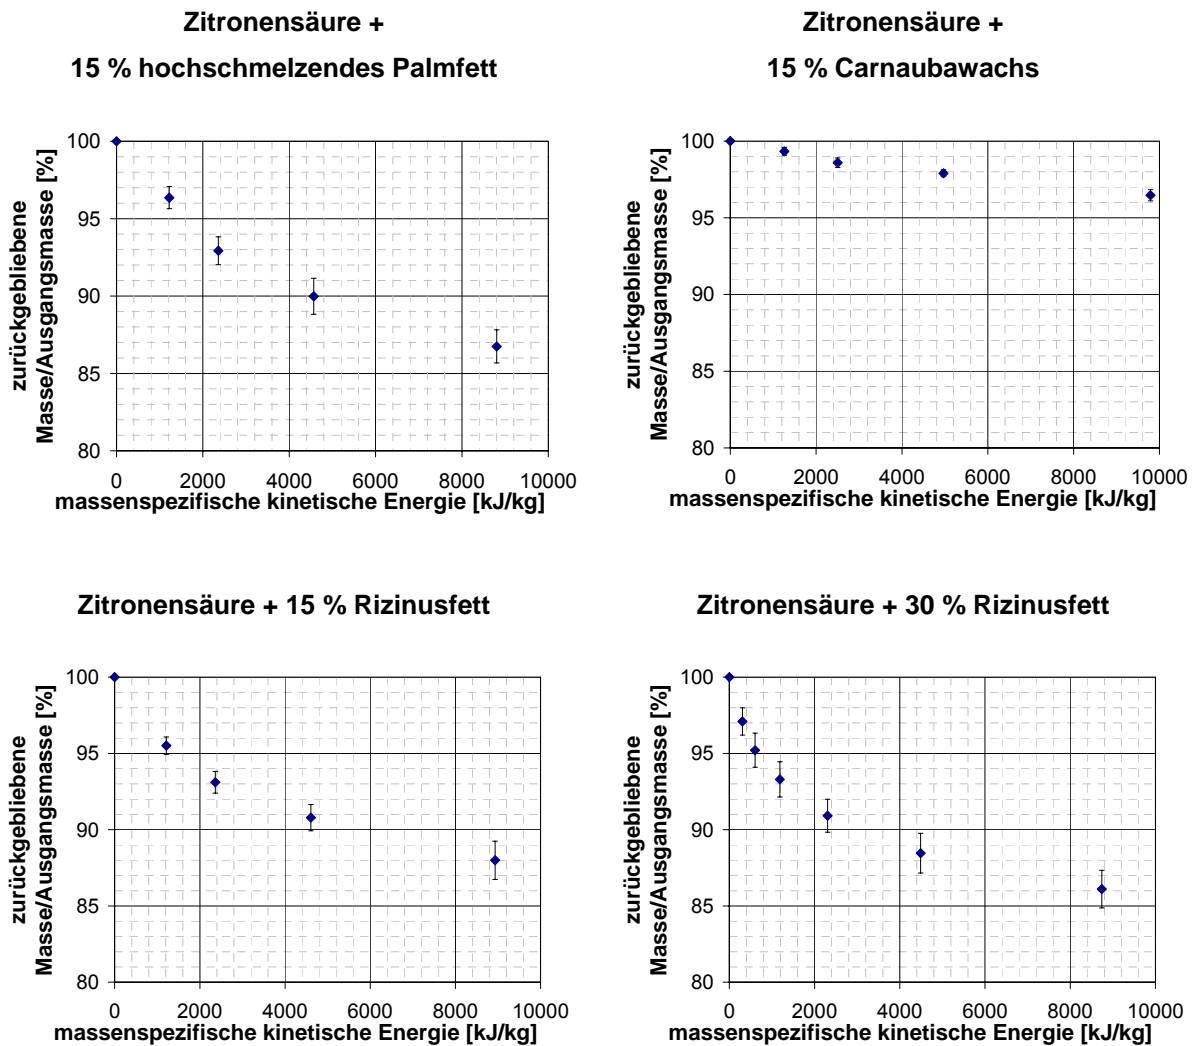 Zitronensäure +
15 % hochschmelzendes Palmfett
100
95
90
85
80
0 2000 4000 6000 8000 10000
massenspezifische kinetische Energie [kJ/kg]
zurückgebliebene
Masse/Ausgangsmasse [%]
Zitronensäure +
15 % Carnaubawachs
100
95
90
85
80
0 2000 4000 6000 8000 10000
massenspezifische kinetische Energie [kJ/kg]
zurückgebliebene
Masse/Ausgangsmasse [%]
Zitronensäure + 15 % Rizinusfett
100
95
90
85
80
0 2000 4000 6000 8000 10000
massenspezifische kinetische Energie [kJ/kg]
zurückgebliebene
Masse/Ausgangsmasse [%]
Zitronensäure + 30 % Rizinusfett
100
95
90
85
80
0 2000 4000 6000 8000 10000
massenspezifische kinetische Energie [kJ/kg]
zurückgebliebene
Masse/Ausgangsmasse [%]